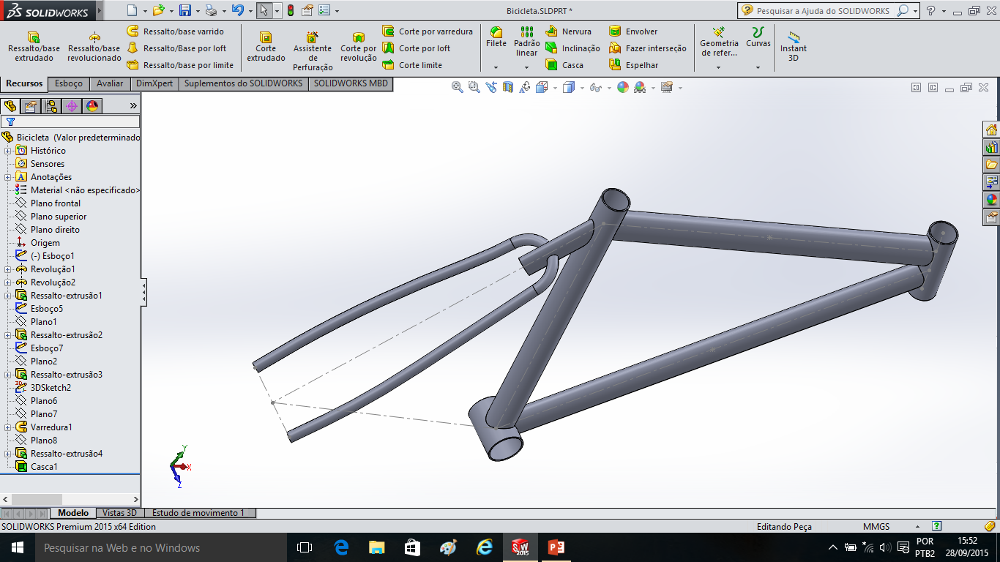 SOLIDWORKS
Bicicleta.SLDPRT *
Pesquisar a Ajuda do SOLIDWORKS
Ressalto/base
extrudado
Ressalto/base
revolucionado
Ressalto/base varrido
Ressalto/Base por loft
Ressalto/base por limite
Corte
extrudado
Assistente
de
Perfuração
Corte por
revolução
Corte por varredura
Corte por loft
Corte limite
Filete
Padrão
linear
Nervura
Inclinação
Casca
Envolver
Fazer interseção
Espelhar
Geometria
de refer...
Curvas
Instant
3D
Recursos
Esboço
Avaliar
DimXpert
Suplementos do SOLIDWORKS
SOLIDWORKS MBD
Bicicleta (Valor predeterminado
Histórico
Sensores
Anotações
Material <não especificado>
Plano frontal
Plano superior
Plano direito
Origem
(-) Esboço1
Revolução1
Revolução2
Ressalto-extrusão1
Esboço5
Plano1
Ressalto-extrusão2
Esboço7
Plano2
Ressalto-extrusão3
3DSketch2
Plano6
Plano7
Varredura1
Plano8
Ressalto-extrusão4
Casca1
Y
X
Z
Modelo
Vistas 3D
Estudo de movimento 1
SOLIDWORKS Premium 2015 x64 Edition
Editando Peça
MMGS
Pesquisar na Web e no Windows
POR
PTB2
15:52
28/09/2015